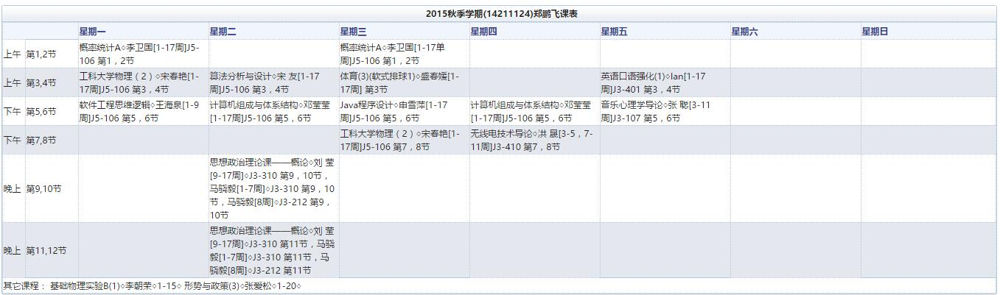 2015秋季学期(14211124)郑鹏飞课表
星期一 星期二 星期三 星期四 星期五 星期六 星期日
上午 第1,2节
概率统计A◇李卫国[1-17周]J5-
106 第1，2节
概率统计A◇李卫国[1-17单
周]J5-106 第1，2节
上午 第3,4节
工科大学物理（2）◇宋春艳[1-
17周]J5-106 第3，4节
算法分析与设计◇宋 友[1-17
周]J5-106 第3，4节
体育(3)(软式排球1)◇盛春媛[1-
17周] 第3节
英语口语强化(1)◇Ian[1-17
周]J3-401 第3，4节
下午 第5,6节
软件工程思维逻辑◇王海泉[1-9
周]J5-106 第5，6节
计算机组成与体系结构◇邓莹莹
[1-17周]J5-106 第5，6节
Java程序设计◇申雪萍[1-17
周]J5-106 第5，6节
计算机组成与体系结构◇邓莹莹
[1-17周]J5-106 第5，6节
音乐心理学导论◇张 聪[3-11
周]J3-107 第5，6节
下午 第7,8节
工科大学物理（2）◇宋春艳[1-
17周]J5-106 第7，8节
无线电技术导论◇洪 晟[3-5，7-
11周]J3-410 第7，8节
晚上 第9,10节
思想政治理论课——概论◇刘 莹
[9-17周]◇J3-310 第9，10节，
马骁毅[1-7周]◇J3-310 第9，10
节，马骁毅[8周]◇J3-212 第9，
10节
晚上 第11,12节
思想政治理论课——概论◇刘 莹
[9-17周]◇J3-310 第11节，马骁
毅[1-7周]◇J3-310 第11节，马
骁毅[8周]◇J3-212 第11节
其它课程： 基础物理实验B(1)◇李朝荣◇1-15◇ 形势与政策(3)◇张爱松◇1-20◇